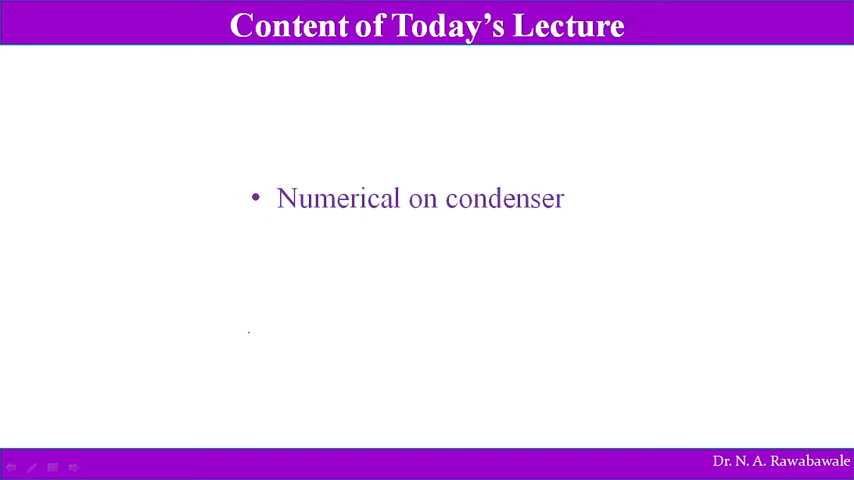 Content of Today's Lecture
• Numerical on condenser
.
Dr. N. A. Rawabawale